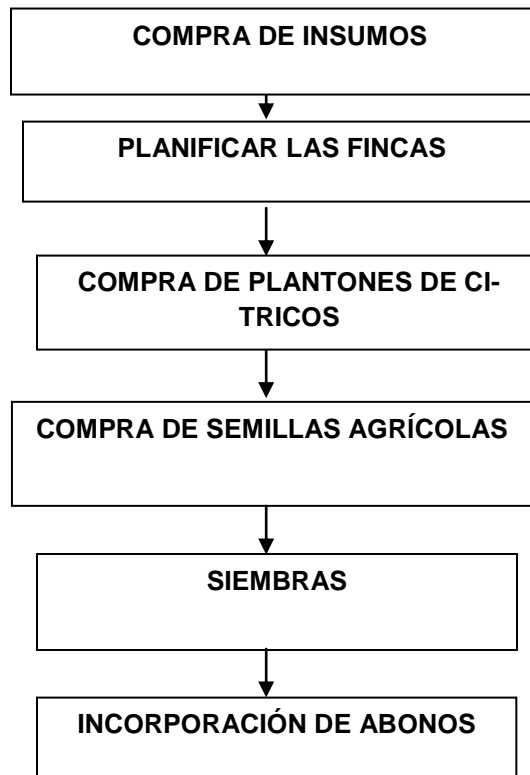 COMPRA DE INSUMOS
PLANIFICAR LAS FINCAS
COMPRA DE PLANTONES DE CI-
TRICOS
COMPRA DE SEMILLAS AGRÍCOLAS
SIEMBRAS
INCORPORACIÓN DE ABONOS